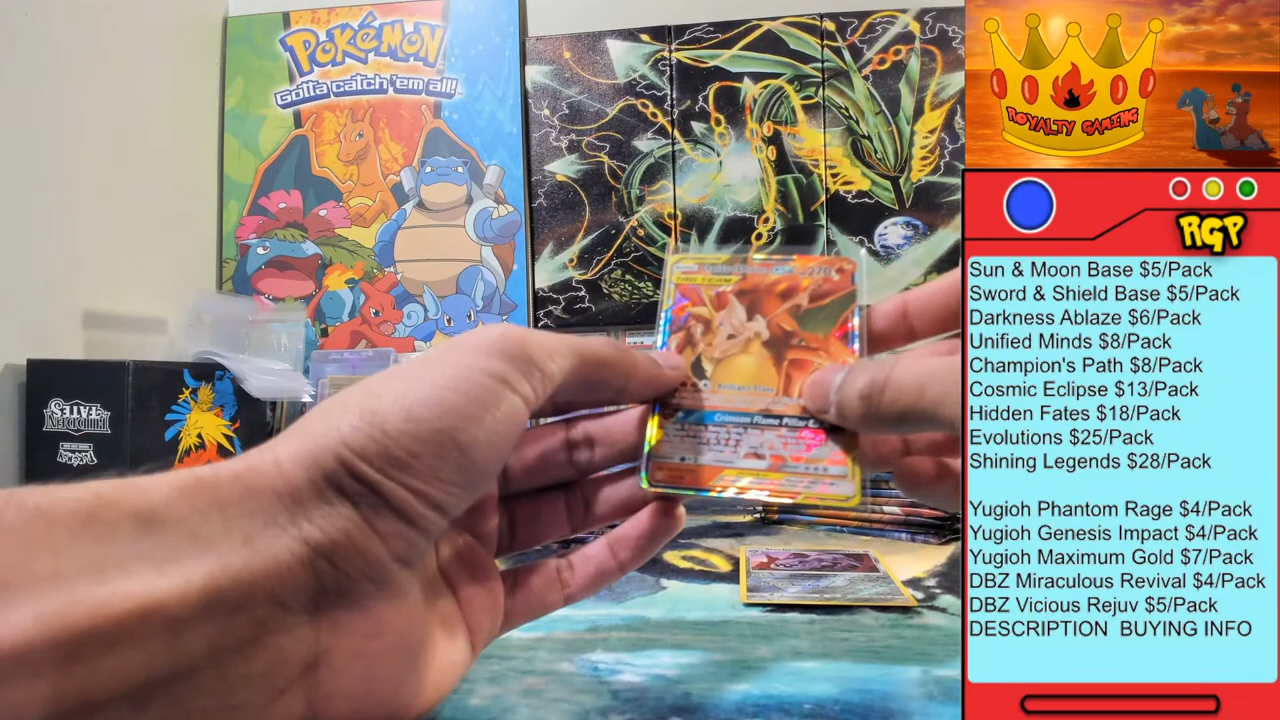 POKéMON
Gotta catch 'em all!
ROYALTY GAMING
RGP
Sun & Moon Base $5/Pack
Sword & Shield Base $5/Pack
Darkness Ablaze $6/Pack
Unified Minds $8/Pack
Champion's Path $8/Pack
Cosmic Eclipse $13/Pack
Hidden Fates $18/Pack
Evolutions $25/Pack
Shining Legends $28/Pack
Yugioh Phantom Rage $4/Pack
Yugioh Genesis Impact $4/Pack
Yugioh Maximum Gold $7/Pack
DBZ Miraculous Revival $4/Pack
DBZ Vicious Rejuv $5/Pack
DESCRIPTION BUYING INFO
270
TAG TEAM
Crimson Flame Pillar
HIDDEN
FATES
POKéMON